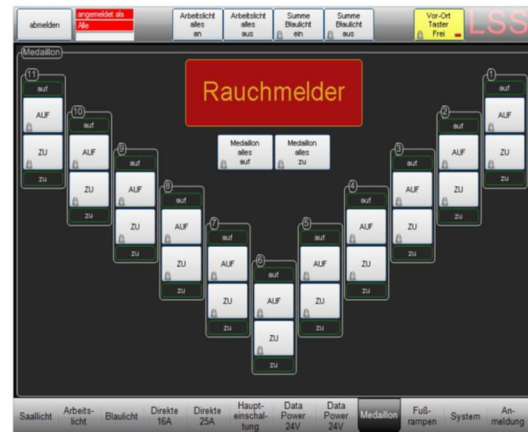 abmelden
angemeldet als
Alle
Arbeitslicht
alles
an
Arbeitslicht
alles
aus
Summe
Blaulicht
ein
Summe
Blaulicht
aus
Vor-Ort
Taster
Frei
LSS
Medaillon
Rauchmelder
Medaillon
alles
auf
Medaillon
alles
zu
11
auf
AUF
ZU
zu
10
auf
AUF
ZU
zu
9
auf
AUF
ZU
zu
8
auf
AUF
ZU
zu
7
auf
AUF
ZU
zu
6
auf
AUF
ZU
zu
5
auf
AUF
ZU
zu
4
auf
AUF
ZU
zu
3
auf
AUF
ZU
zu
2
auf
AUF
ZU
zu
1
auf
AUF
ZU
zu
Saallicht
Arbeits-
licht
Blaulicht
Direkte
16A
Direkte
25A
Haupt-
einschal-
tung
Data
Power
24V
Data
Power
24V
Medaillon
Fuß-
rampen
System
An-
meldung